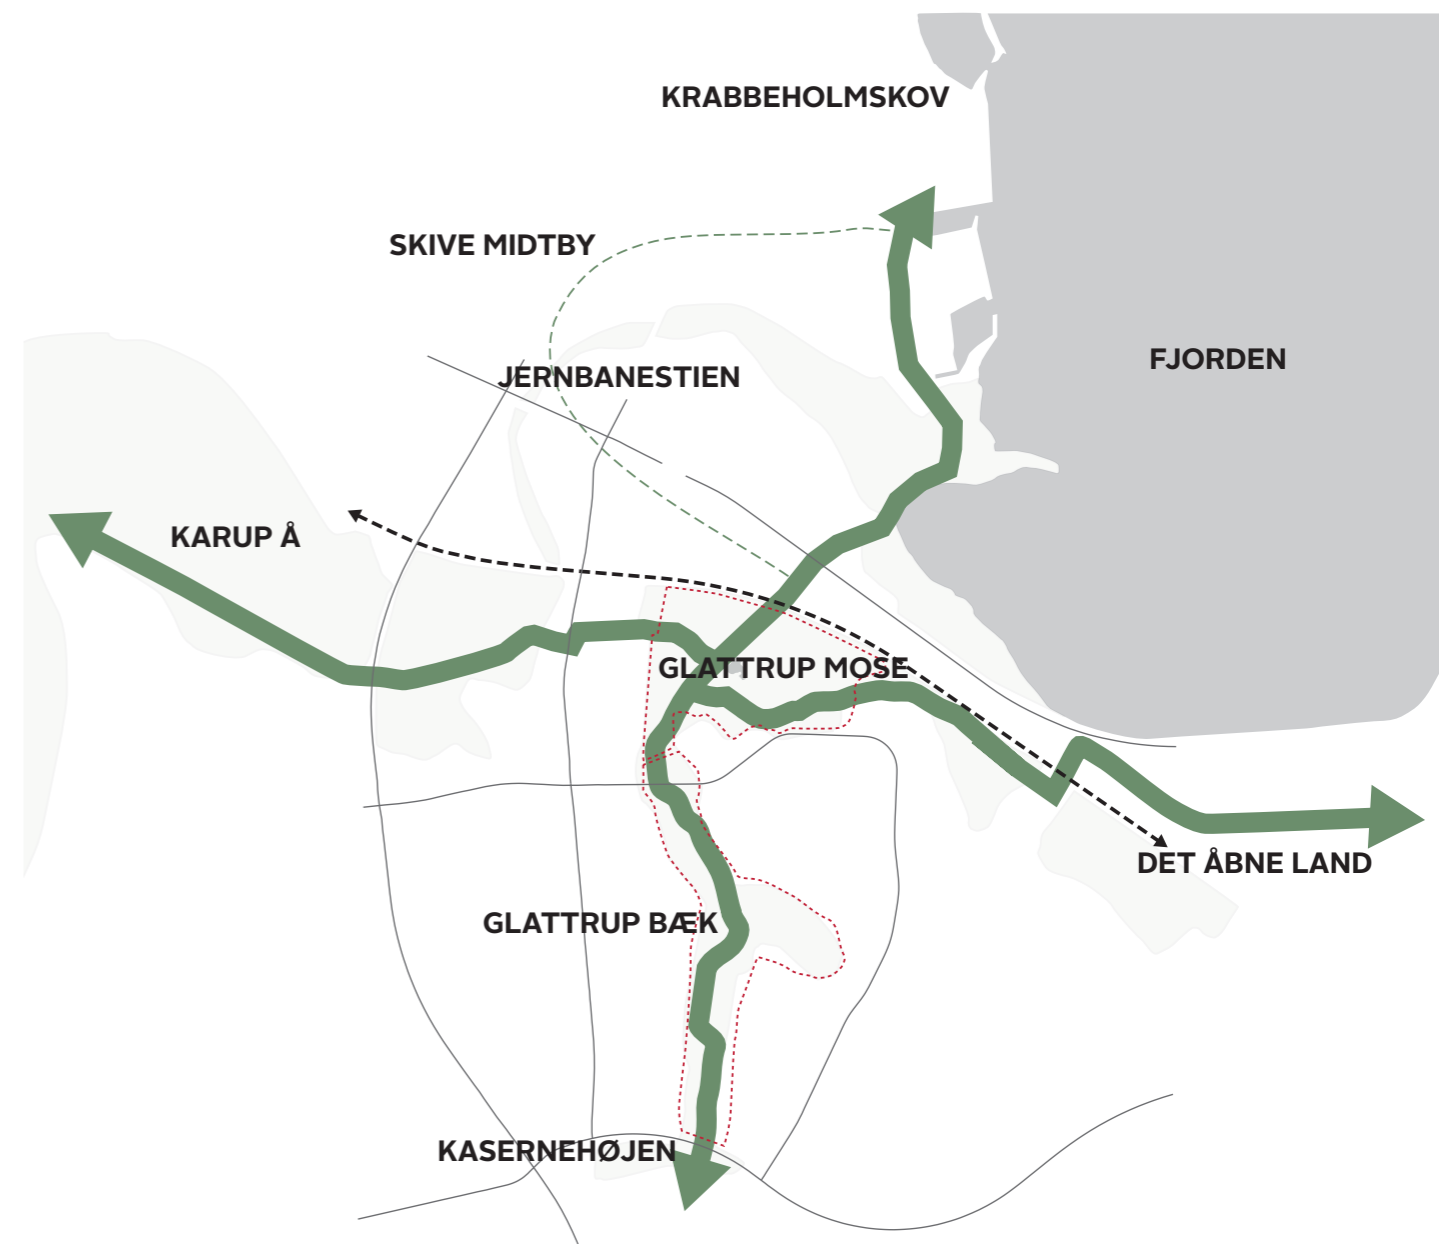 KRABBEHOLMSKOV
SKIVE MIDTBY
FJORDEN
JERNBANESTIEN
KARUP Å
GLATTRUP MOSE
DET ÅBNE LAND
GLATTRUP BÆK
KASERNEHØJEN